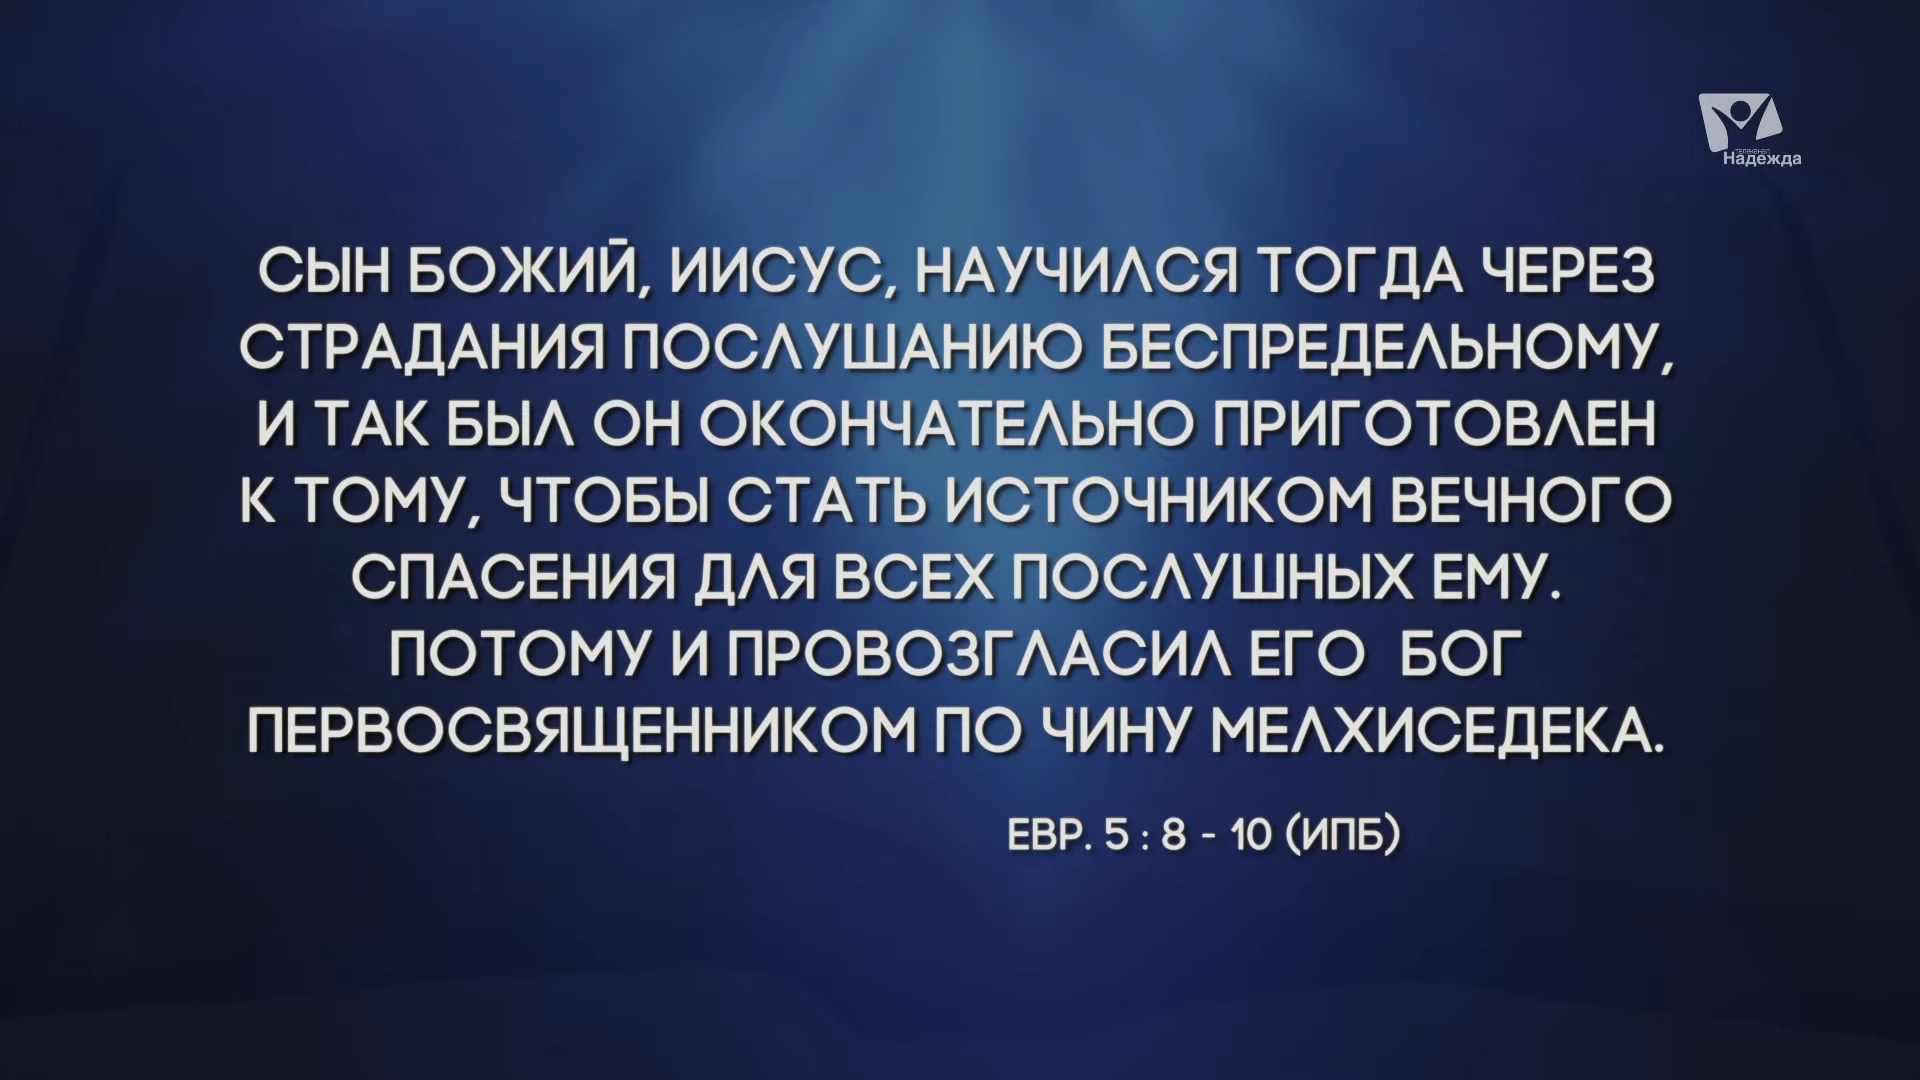 телеканал
Надежда
СЫН БОЖИЙ, ИИСУС, НАУЧИЛСЯ ТОГДА ЧЕРЕЗ
СТРАДАНИЯ ПОСЛУШАНИЮ БЕСПРЕДЕЛЬНОМУ,
И ТАК БЫЛ ОН ОКОНЧАТЕЛЬНО ПРИГОТОВЛЕН
К ТОМУ, ЧТОБЫ СТАТЬ ИСТОЧНИКОМ ВЕЧНОГО
СПАСЕНИЯ ДЛЯ ВСЕХ ПОСЛУШНЫХ ЕМУ.
ПОТОМУ И ПРОВОЗГЛАСИЛ ЕГО БОГ
ПЕРВОСВЯЩЕННИКОМ ПО ЧИНУ МЕЛХИСЕДЕКА.
ЕВР. 5 : 8 - 10 (ИПБ)